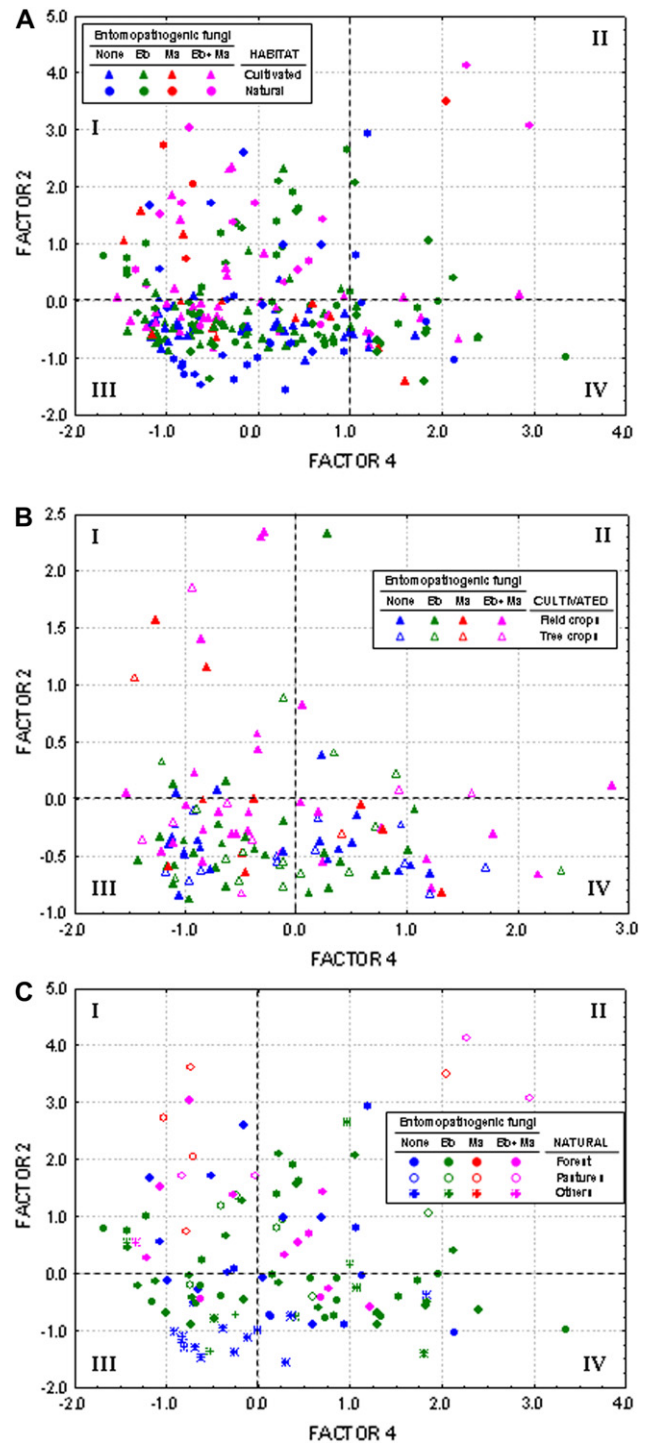 A
Entomopathogenic fungi
None Bb Ma Bb+ Ma HABITAT
Cultivated
Natural
I
II
III
IV
5.0
4.0
3.0
2.0
1.0
0.0
-1.0
-2.0
FACTOR 2
-2.0 -1.0 0.0 1.0 2.0 3.0 4.0
FACTOR 4
B
I
II
Entomopathogenic fungi
None Bb Ma Bb+ Ma CULTIVATED
Field crops
Tree crops
III
IV
2.5
2.0
1.5
1.0
0.5
0.0
-0.5
-1.0
FACTOR 2
-2.0 -1.0 0.0 1.0 2.0 3.0
FACTOR 4
C
I
II
Entomopathogenic fungi
None Bb Ma Bb+ Ma NATURAL
Forest
Pastures
Others
III
IV
5.0
4.0
3.0
2.0
1.0
0.0
-1.0
-2.0
FACTOR 2
-2.0 -1.0 0.0 1.0 2.0 3.0 4.0
FACTOR 4